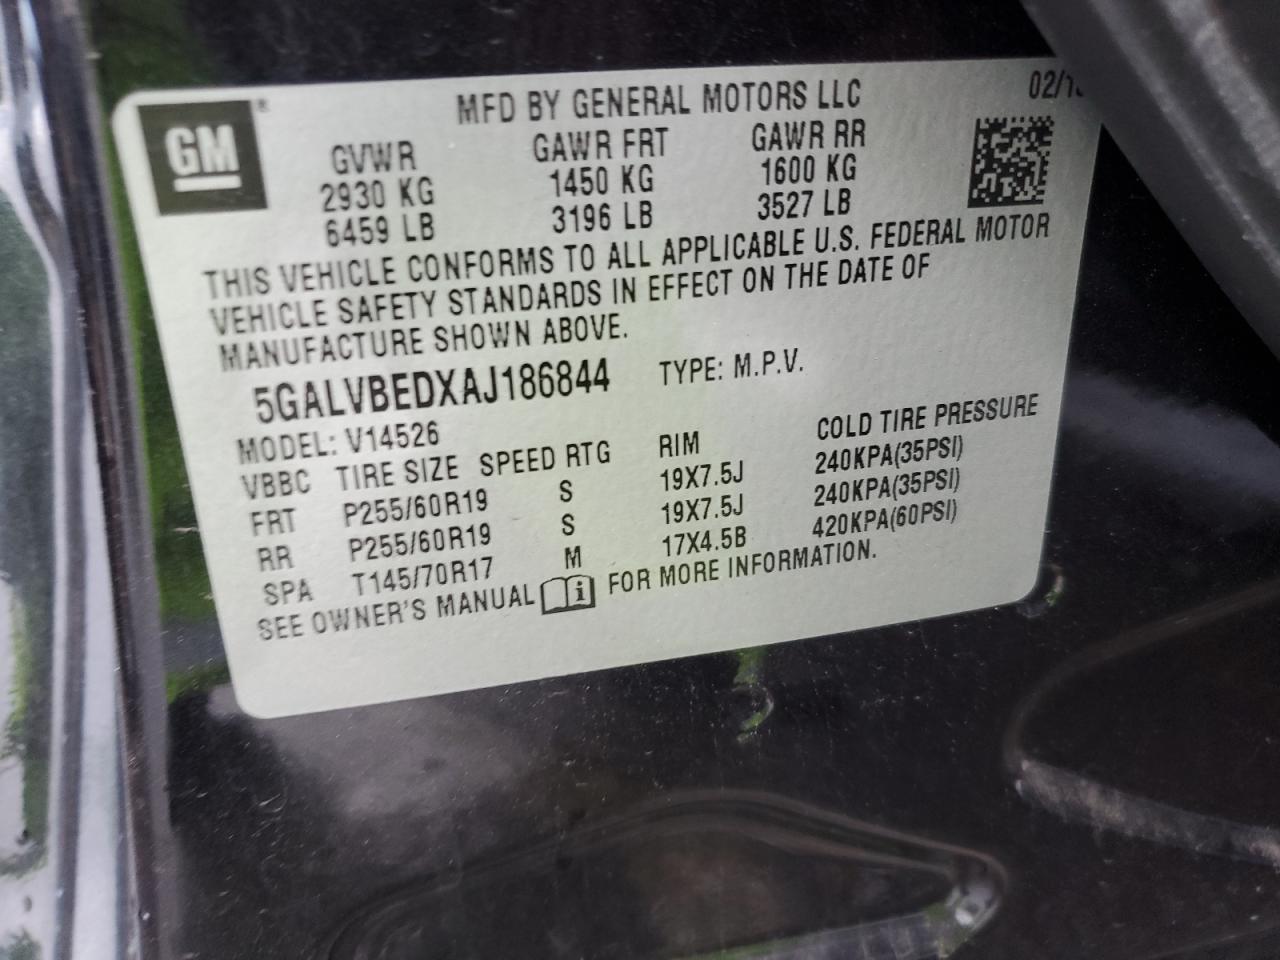 GM ®
MFD BY GENERAL MOTORS LLC 02/1
GVWR GAWR FRT GAWR RR
2930 KG 1450 KG 1600 KG
6459 LB 3196 LB 3527 LB
THIS VEHICLE CONFORMS TO ALL APPLICABLE U.S. FEDERAL MOTOR
VEHICLE SAFETY STANDARDS IN EFFECT ON THE DATE OF
MANUFACTURE SHOWN ABOVE.
5GALVBEDXAJ186844 TYPE: M.P.V.
MODEL: V14526
VBBC TIRE SIZE SPEED RTG RIM COLD TIRE PRESSURE
FRT P255/60R19 S 19X7.5J 240KPA(35PSI)
RR P255/60R19 S 19X7.5J 240KPA(35PSI)
SPA T145/70R17 M 17X4.5B 420KPA(60PSI)
SEE OWNER'S MANUAL FOR MORE INFORMATION.